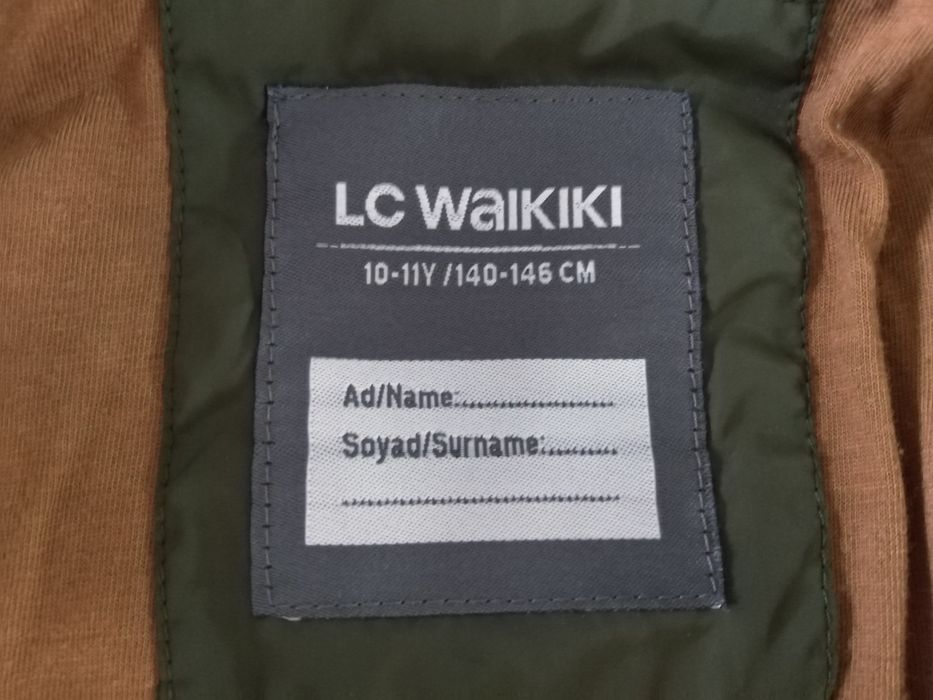 LC WAIKIKI
10-11Y /140-146 CM
Ad/Name:......................
Soyad/Surname:..........
........................................